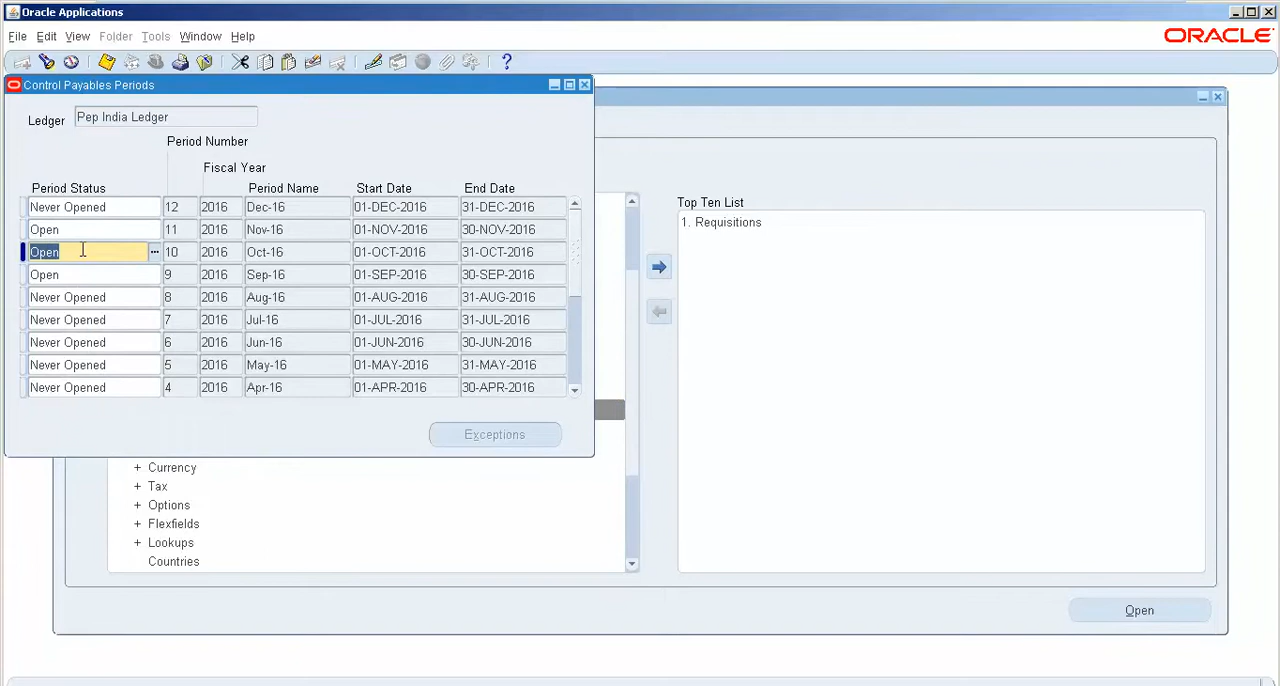 Oracle Applications
File Edit View Folder Tools Window Help
ORACLE
Control Payables Periods
Ledger Pep India Ledger
Period Number
Fiscal Year
Period Status Period Name Start Date End Date
Never Opened 12 2016 Dec-16 01-DEC-2016 31-DEC-2016
Open 11 2016 Nov-16 01-NOV-2016 30-NOV-2016
Open ... 10 2016 Oct-16 01-OCT-2016 31-OCT-2016
Open 9 2016 Sep-16 01-SEP-2016 30-SEP-2016
Never Opened 8 2016 Aug-16 01-AUG-2016 31-AUG-2016
Never Opened 7 2016 Jul-16 01-JUL-2016 31-JUL-2016
Never Opened 6 2016 Jun-16 01-JUN-2016 30-JUN-2016
Never Opened 5 2016 May-16 01-MAY-2016 31-MAY-2016
Never Opened 4 2016 Apr-16 01-APR-2016 30-APR-2016
Exceptions
Top Ten List
1. Requisitions
+ Currency
+ Tax
+ Options
+ Flexfields
+ Lookups
Countries
Open